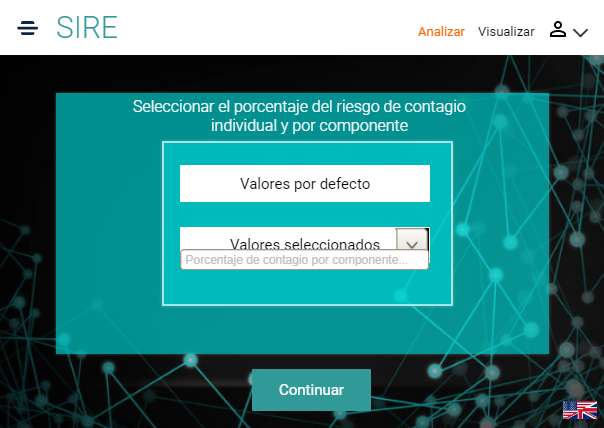 SIRE
Analizar
Visualizar
Seleccionar el porcentaje del riesgo de contagio
individual y por componente
Valores por defecto
Valores seleccionados
Porcentaje de contagio por componente...
Continuar